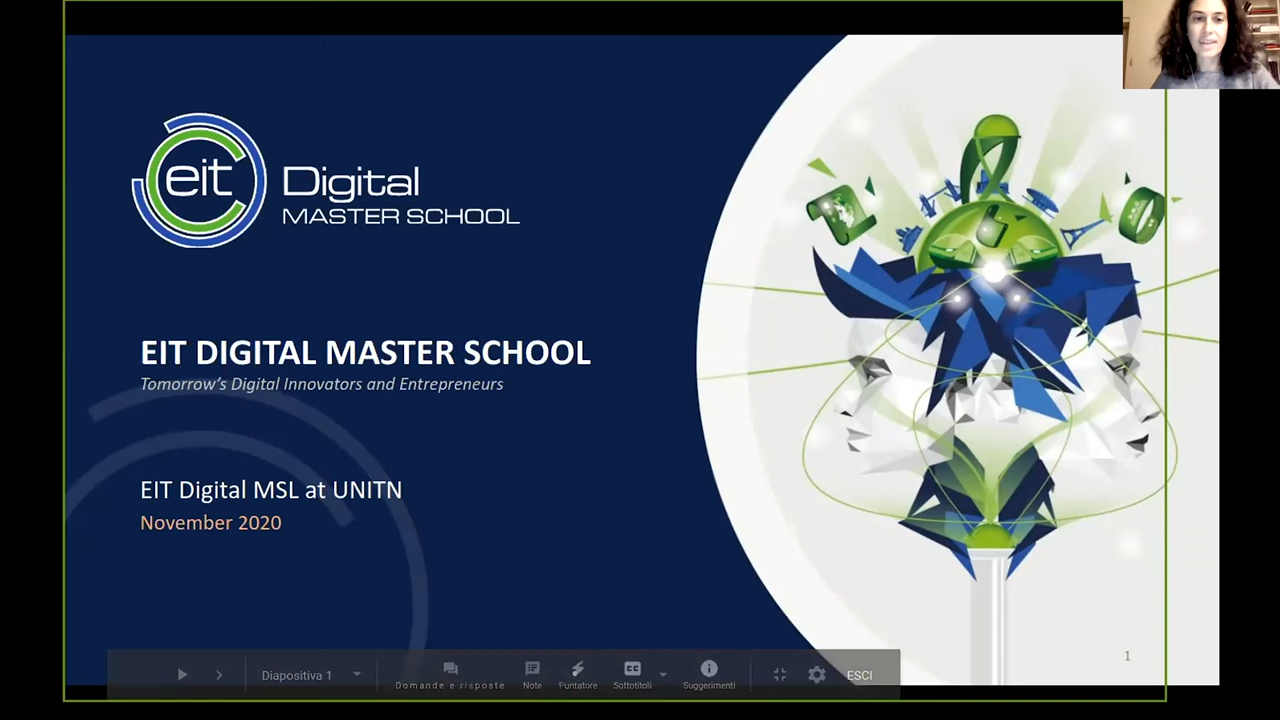 eit Digital
MASTER SCHOOL
EIT DIGITAL MASTER SCHOOL
Tomorrow's Digital Innovators and Entrepreneurs
EIT Digital MSL at UNITN
November 2020
1
Diapositiva 1
Domande e risposte
Note
Puntatore
CC
Sottotitoli
Suggerimenti
ESCI